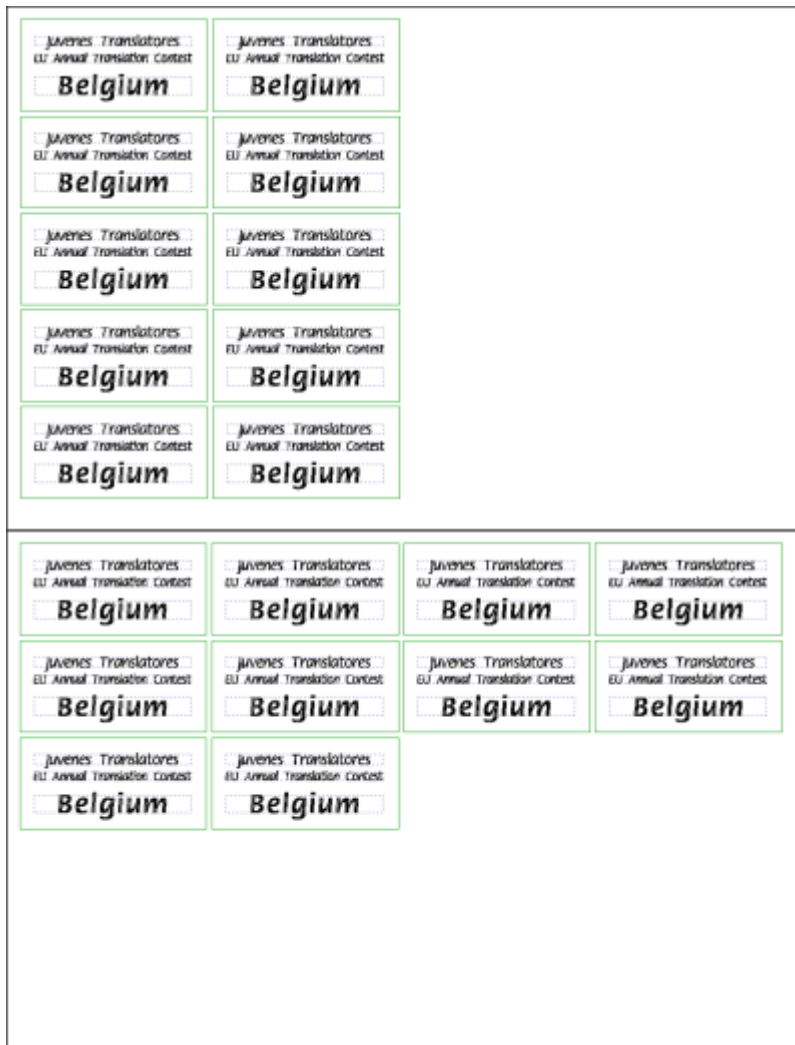 Juvenes Translatores Juvenes Translatores
EU Annual Translation Contest EU Annual Translation Contest
Belgium Belgium
Juvenes Translatores Juvenes Translatores
EU Annual Translation Contest EU Annual Translation Contest
Belgium Belgium
Juvenes Translatores Juvenes Translatores
EU Annual Translation Contest EU Annual Translation Contest
Belgium Belgium
Juvenes Translatores Juvenes Translatores
EU Annual Translation Contest EU Annual Translation Contest
Belgium Belgium
Juvenes Translatores Juvenes Translatores
EU Annual Translation Contest EU Annual Translation Contest
Belgium Belgium
Juvenes Translatores Juvenes Translatores Juvenes Translatores Juvenes Translatores
EU Annual Translation Contest EU Annual Translation Contest EU Annual Translation Contest EU Annual Translation Contest
Belgium Belgium Belgium Belgium
Juvenes Translatores Juvenes Translatores Juvenes Translatores Juvenes Translatores
EU Annual Translation Contest EU Annual Translation Contest EU Annual Translation Contest EU Annual Translation Contest
Belgium Belgium Belgium Belgium
Juvenes Translatores Juvenes Translatores
EU Annual Translation Contest EU Annual Translation Contest
Belgium Belgium